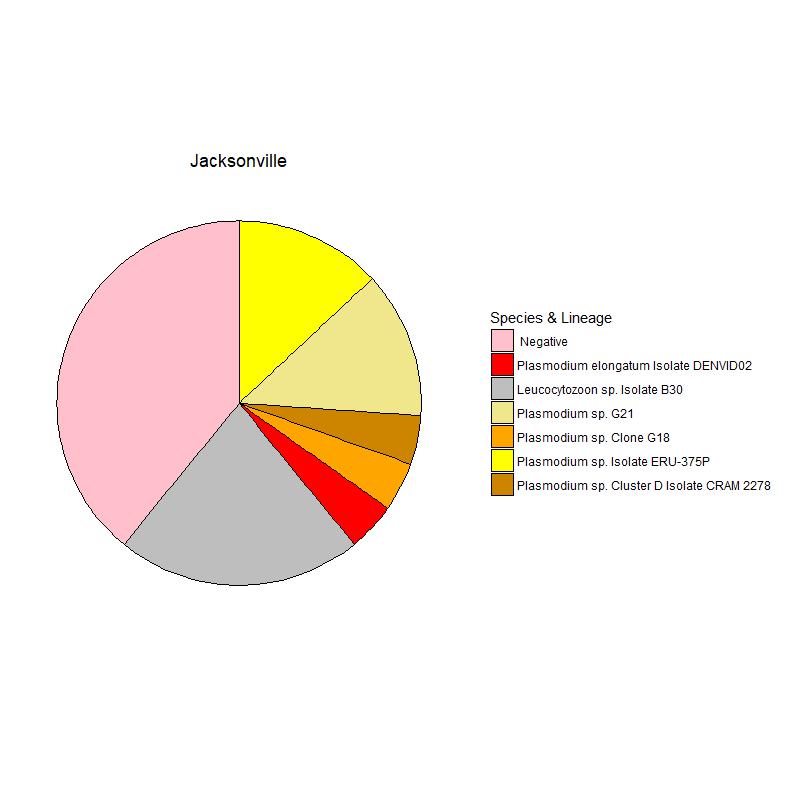 Jacksonville
Species & Lineage
Negative
Plasmodium elongatum Isolate DENVID02
Leucocytozoon sp. Isolate B30
Plasmodium sp. G21
Plasmodium sp. Clone G18
Plasmodium sp. Isolate ERU-375P
Plasmodium sp. Cluster D Isolate CRAM 2278